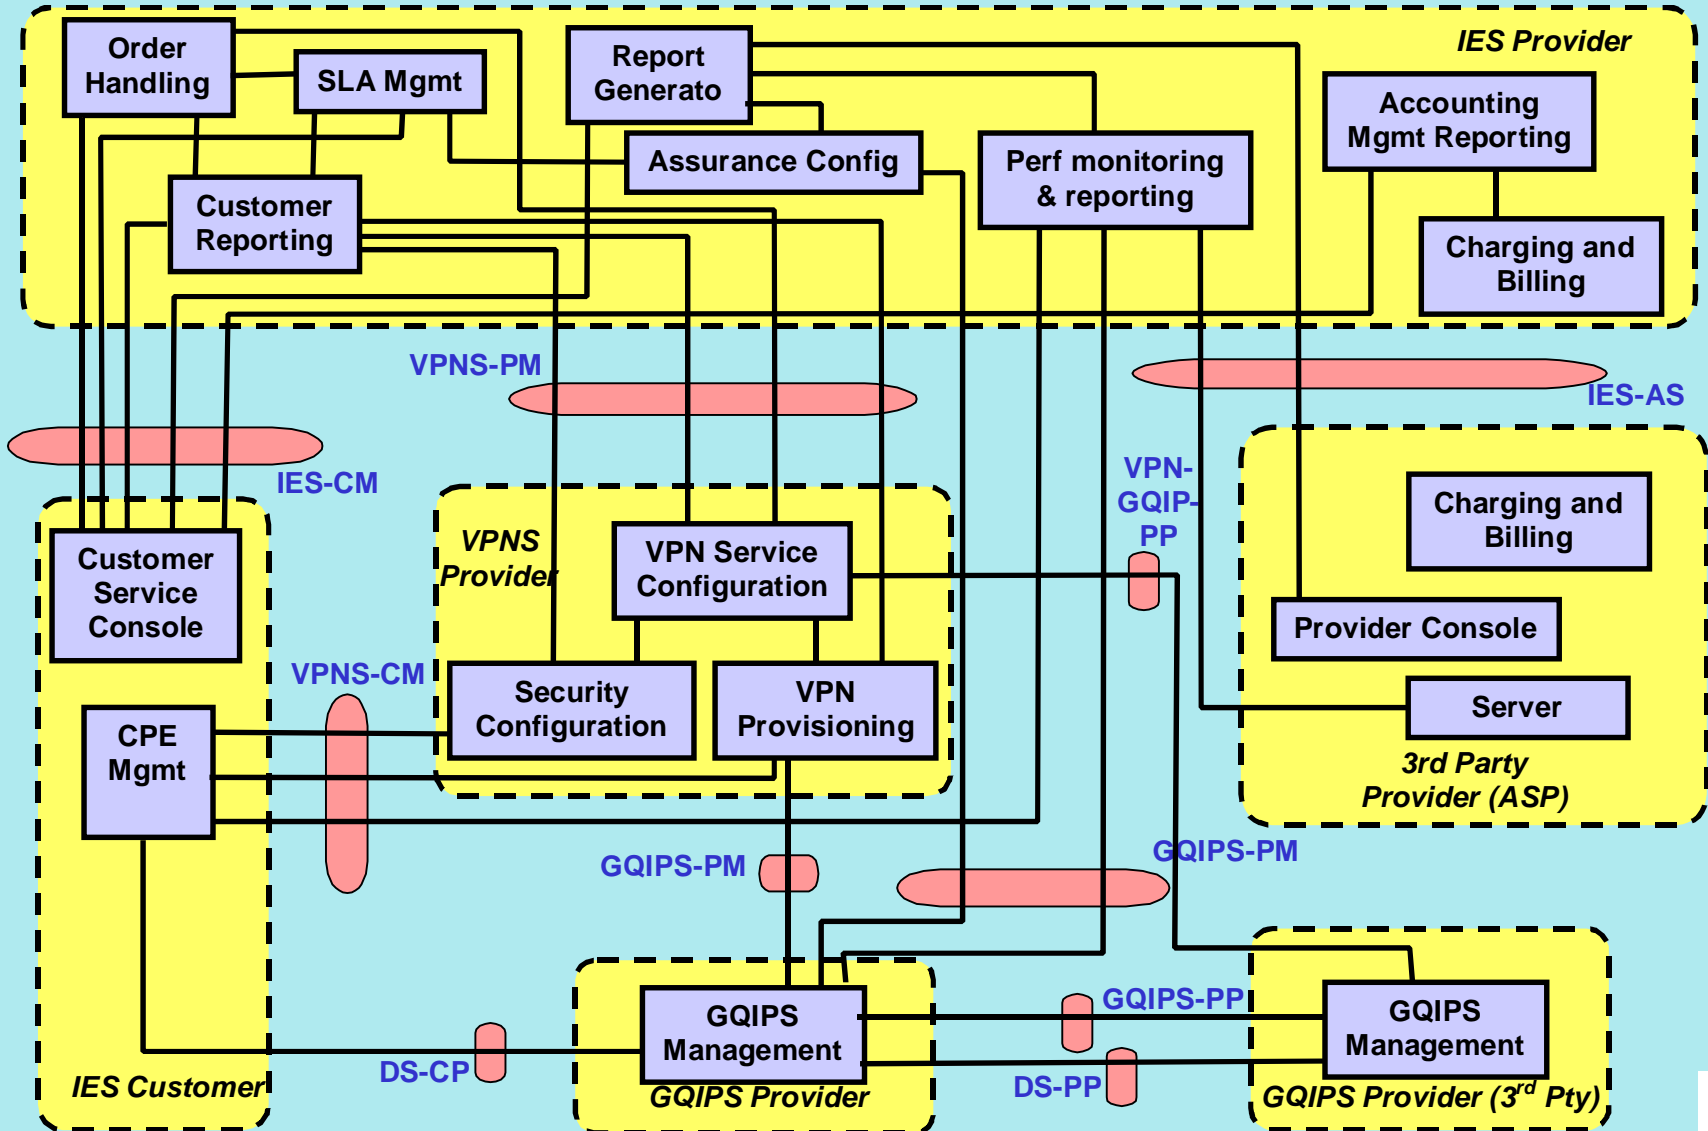 IES Provider
Order
Handling
SLA Mgmt
Report
Generato
Accounting
Mgmt Reporting
Assurance Config
Perf monitoring
& reporting
Customer
Reporting
Charging and
Billing
VPNS-PM
IES-AS
IES-CM
VPN-
GQIP-
PP
Charging and
Billing
VPNS
Provider
VPN Service
Configuration
Customer
Service
Console
Provider Console
VPNS-CM
Security
Configuration
VPN
Provisioning
Server
CPE
Mgmt
3rd Party
Provider (ASP)
GQIPS-PM
GQIPS-PM
GQIPS-PP
GQIPS
Management
GQIPS
Management
DS-CP
DS-PP
IES Customer
GQIPS Provider
GQIPS Provider (3rd Pty)